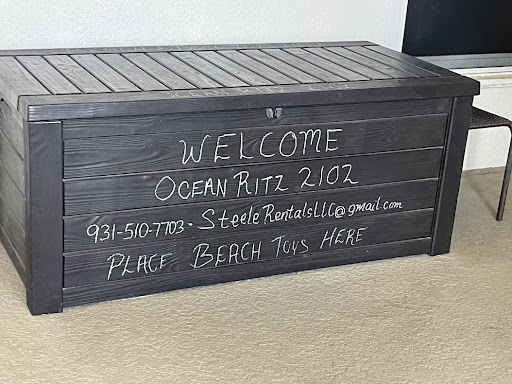 WELCOME
OCEAN RITZ 2102
931-510-7703 - SteeleRentalsLLC@gmail.com
PLACE BEACH TOYS HERE